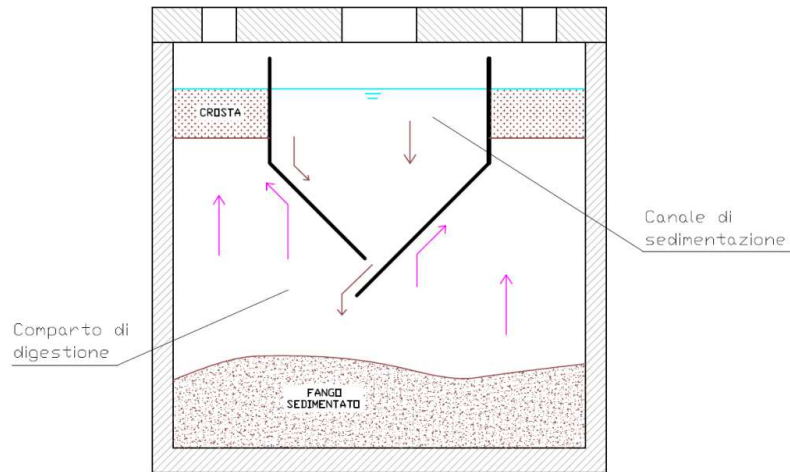 CROSTA
Canale di
sedimentazione
Comparto di
digestione
FANGO
SEDIMENTATO